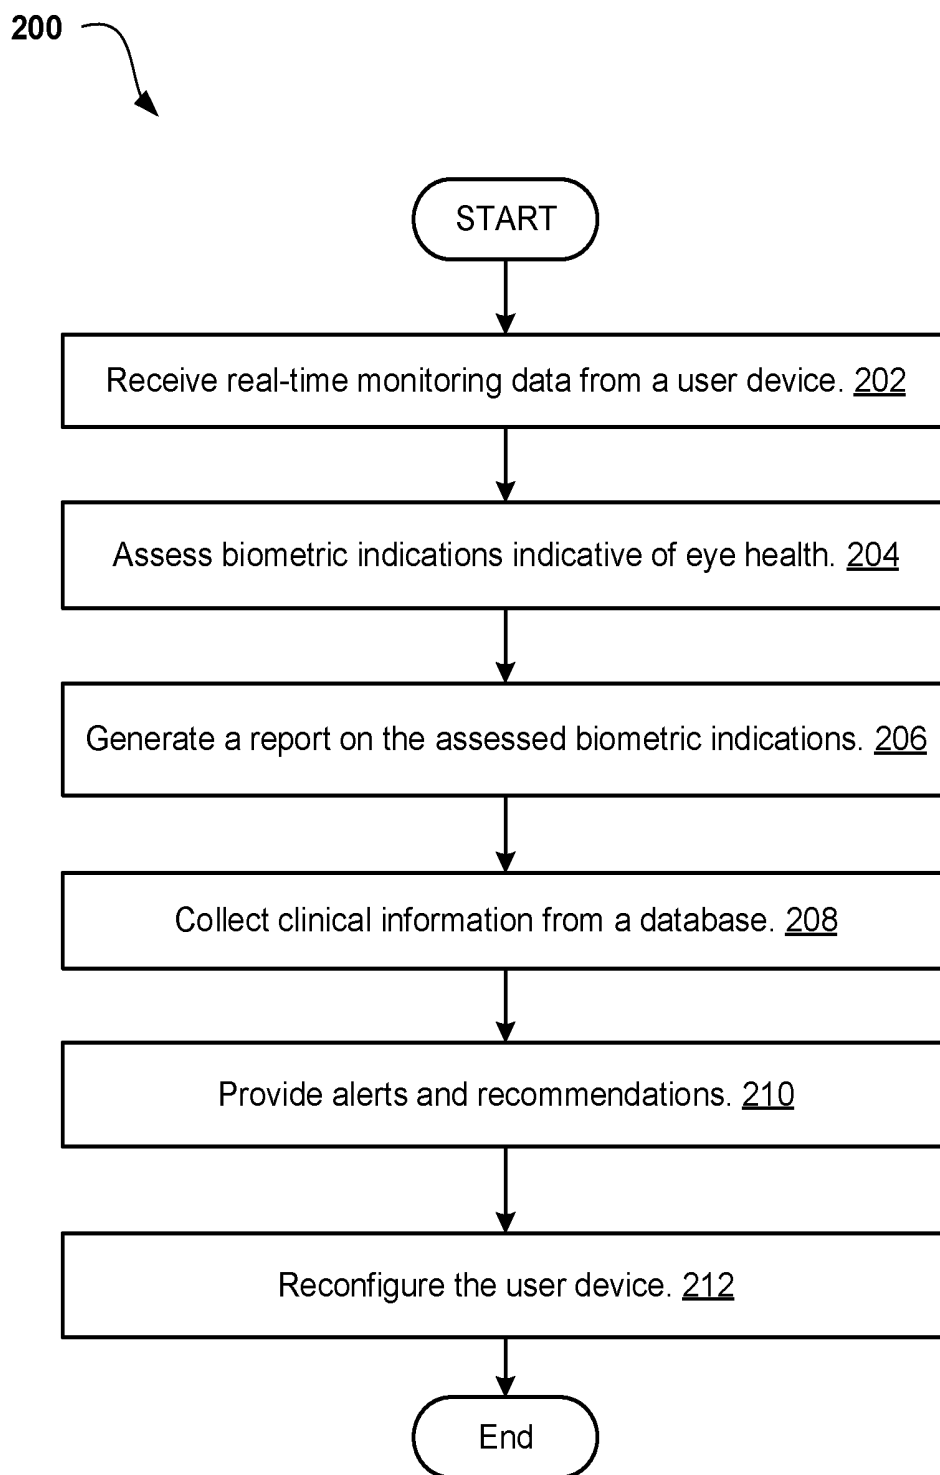 200
START
Receive real-time monitoring data from a user device. 202
Assess biometric indications indicative of eye health. 204
Generate a report on the assessed biometric indications. 206
Collect clinical information from a database. 208
Provide alerts and recommendations. 210
Reconfigure the user device. 212
End